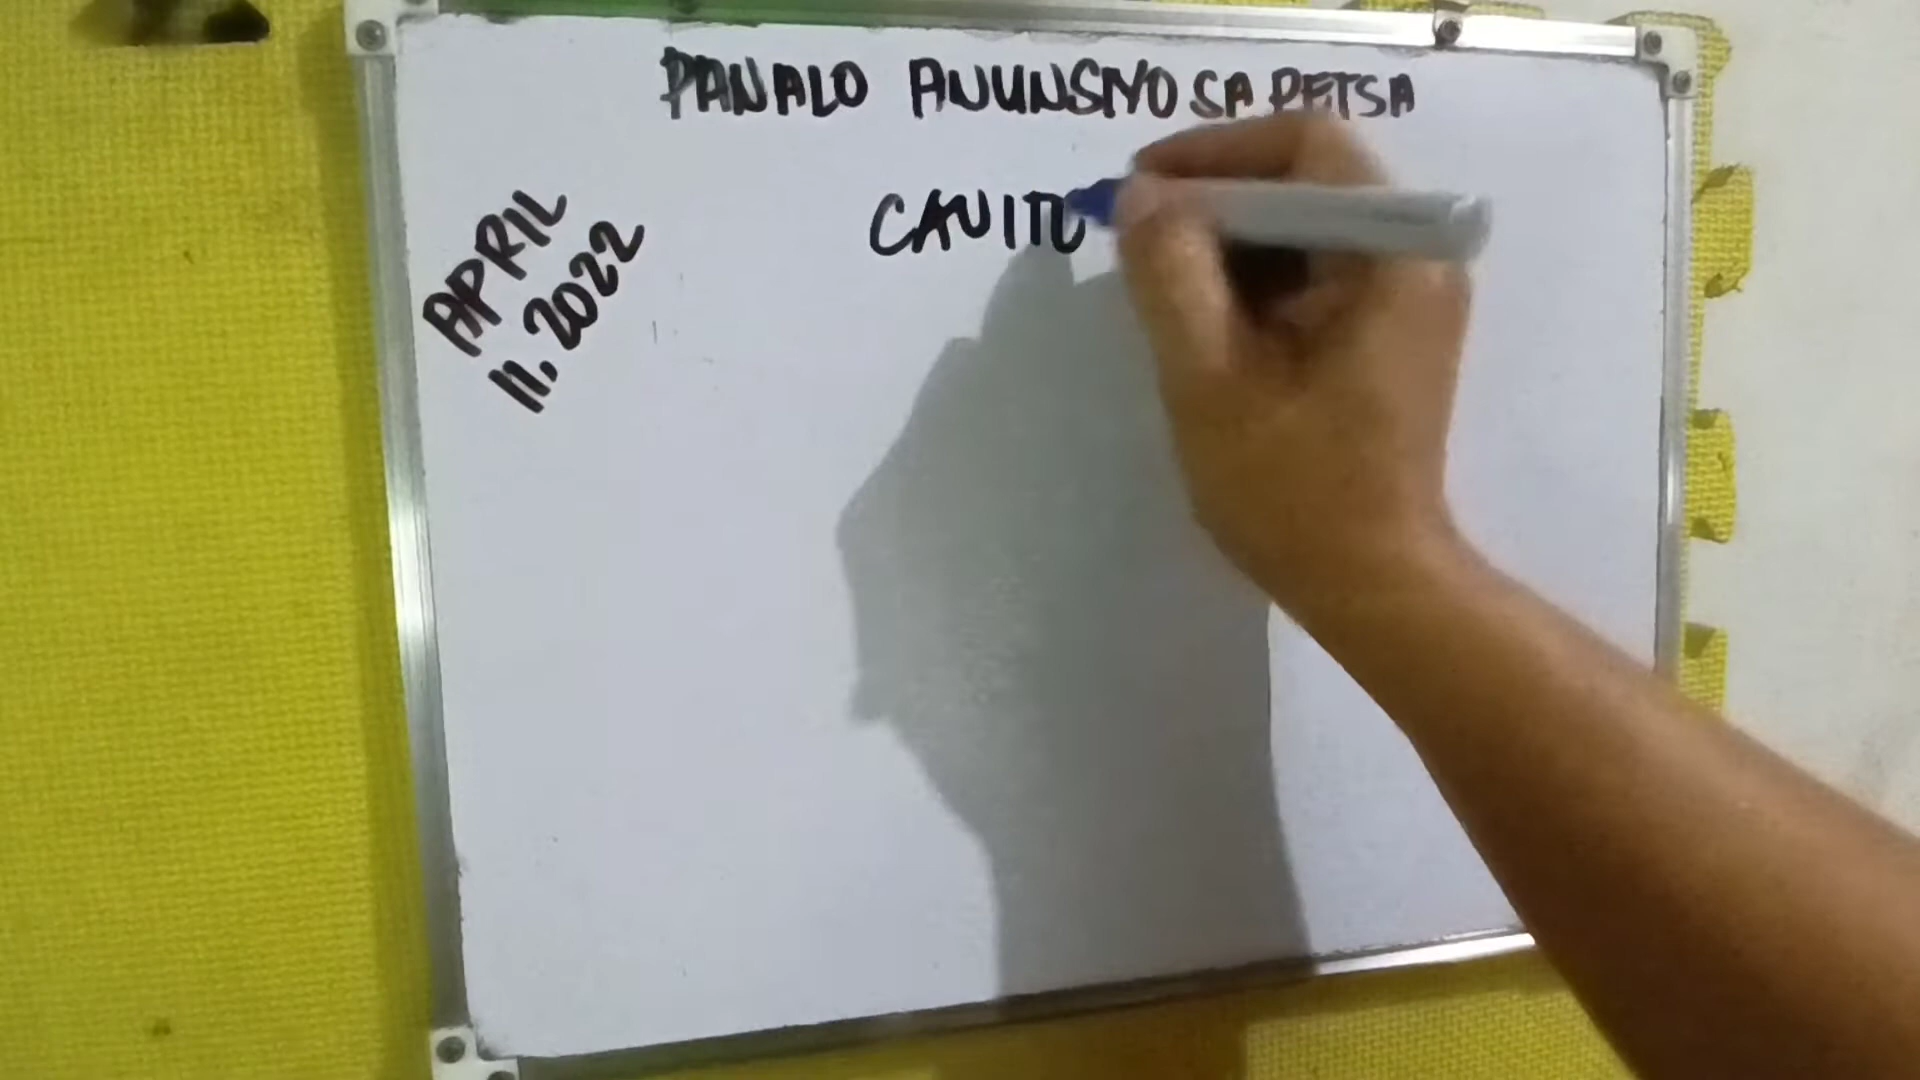 PANALO ANUNSIYO SA PETSA
CAVITE
APRIL
11.2022